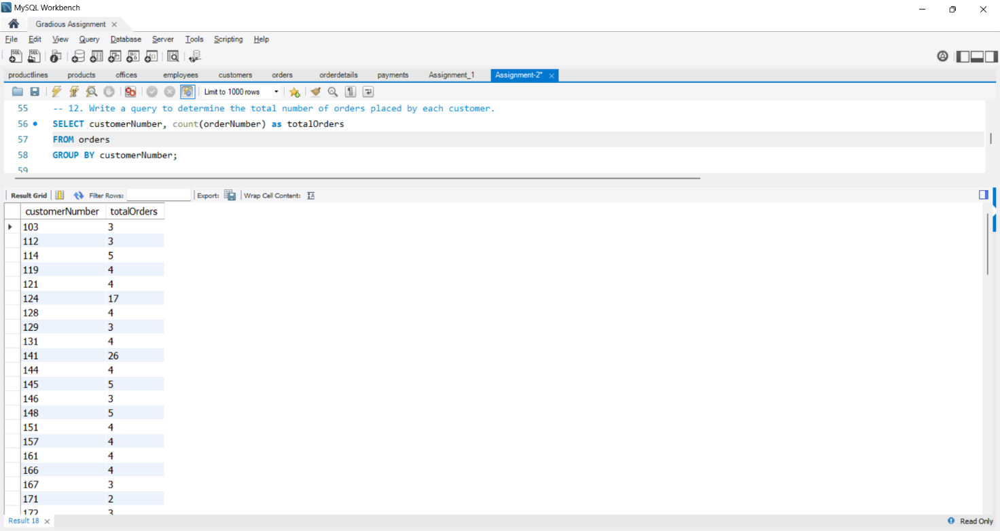 MySQL Workbench
Gradious Assignment
File Edit View Query Database Server Tools Scripting Help
productlines products offices employees customers orders orderdetails payments Assignment_1 Assignment-2*
Limit to 1000 rows
55 -- 12. Write a query to determine the total number of orders placed by each customer.
56 SELECT customerNumber, count(orderNumber) as totalOrders
57 FROM orders
58 GROUP BY customerNumber;
59
Result Grid Filter Rows: Export: Wrap Cell Content:
customerNumber totalOrders
103 3
112 3
114 5
119 4
121 4
124 17
128 4
129 3
131 4
141 26
144 4
145 5
146 3
148 5
151 4
157 4
161 4
166 4
167 3
171 2
172 3
Result 18 Read Only